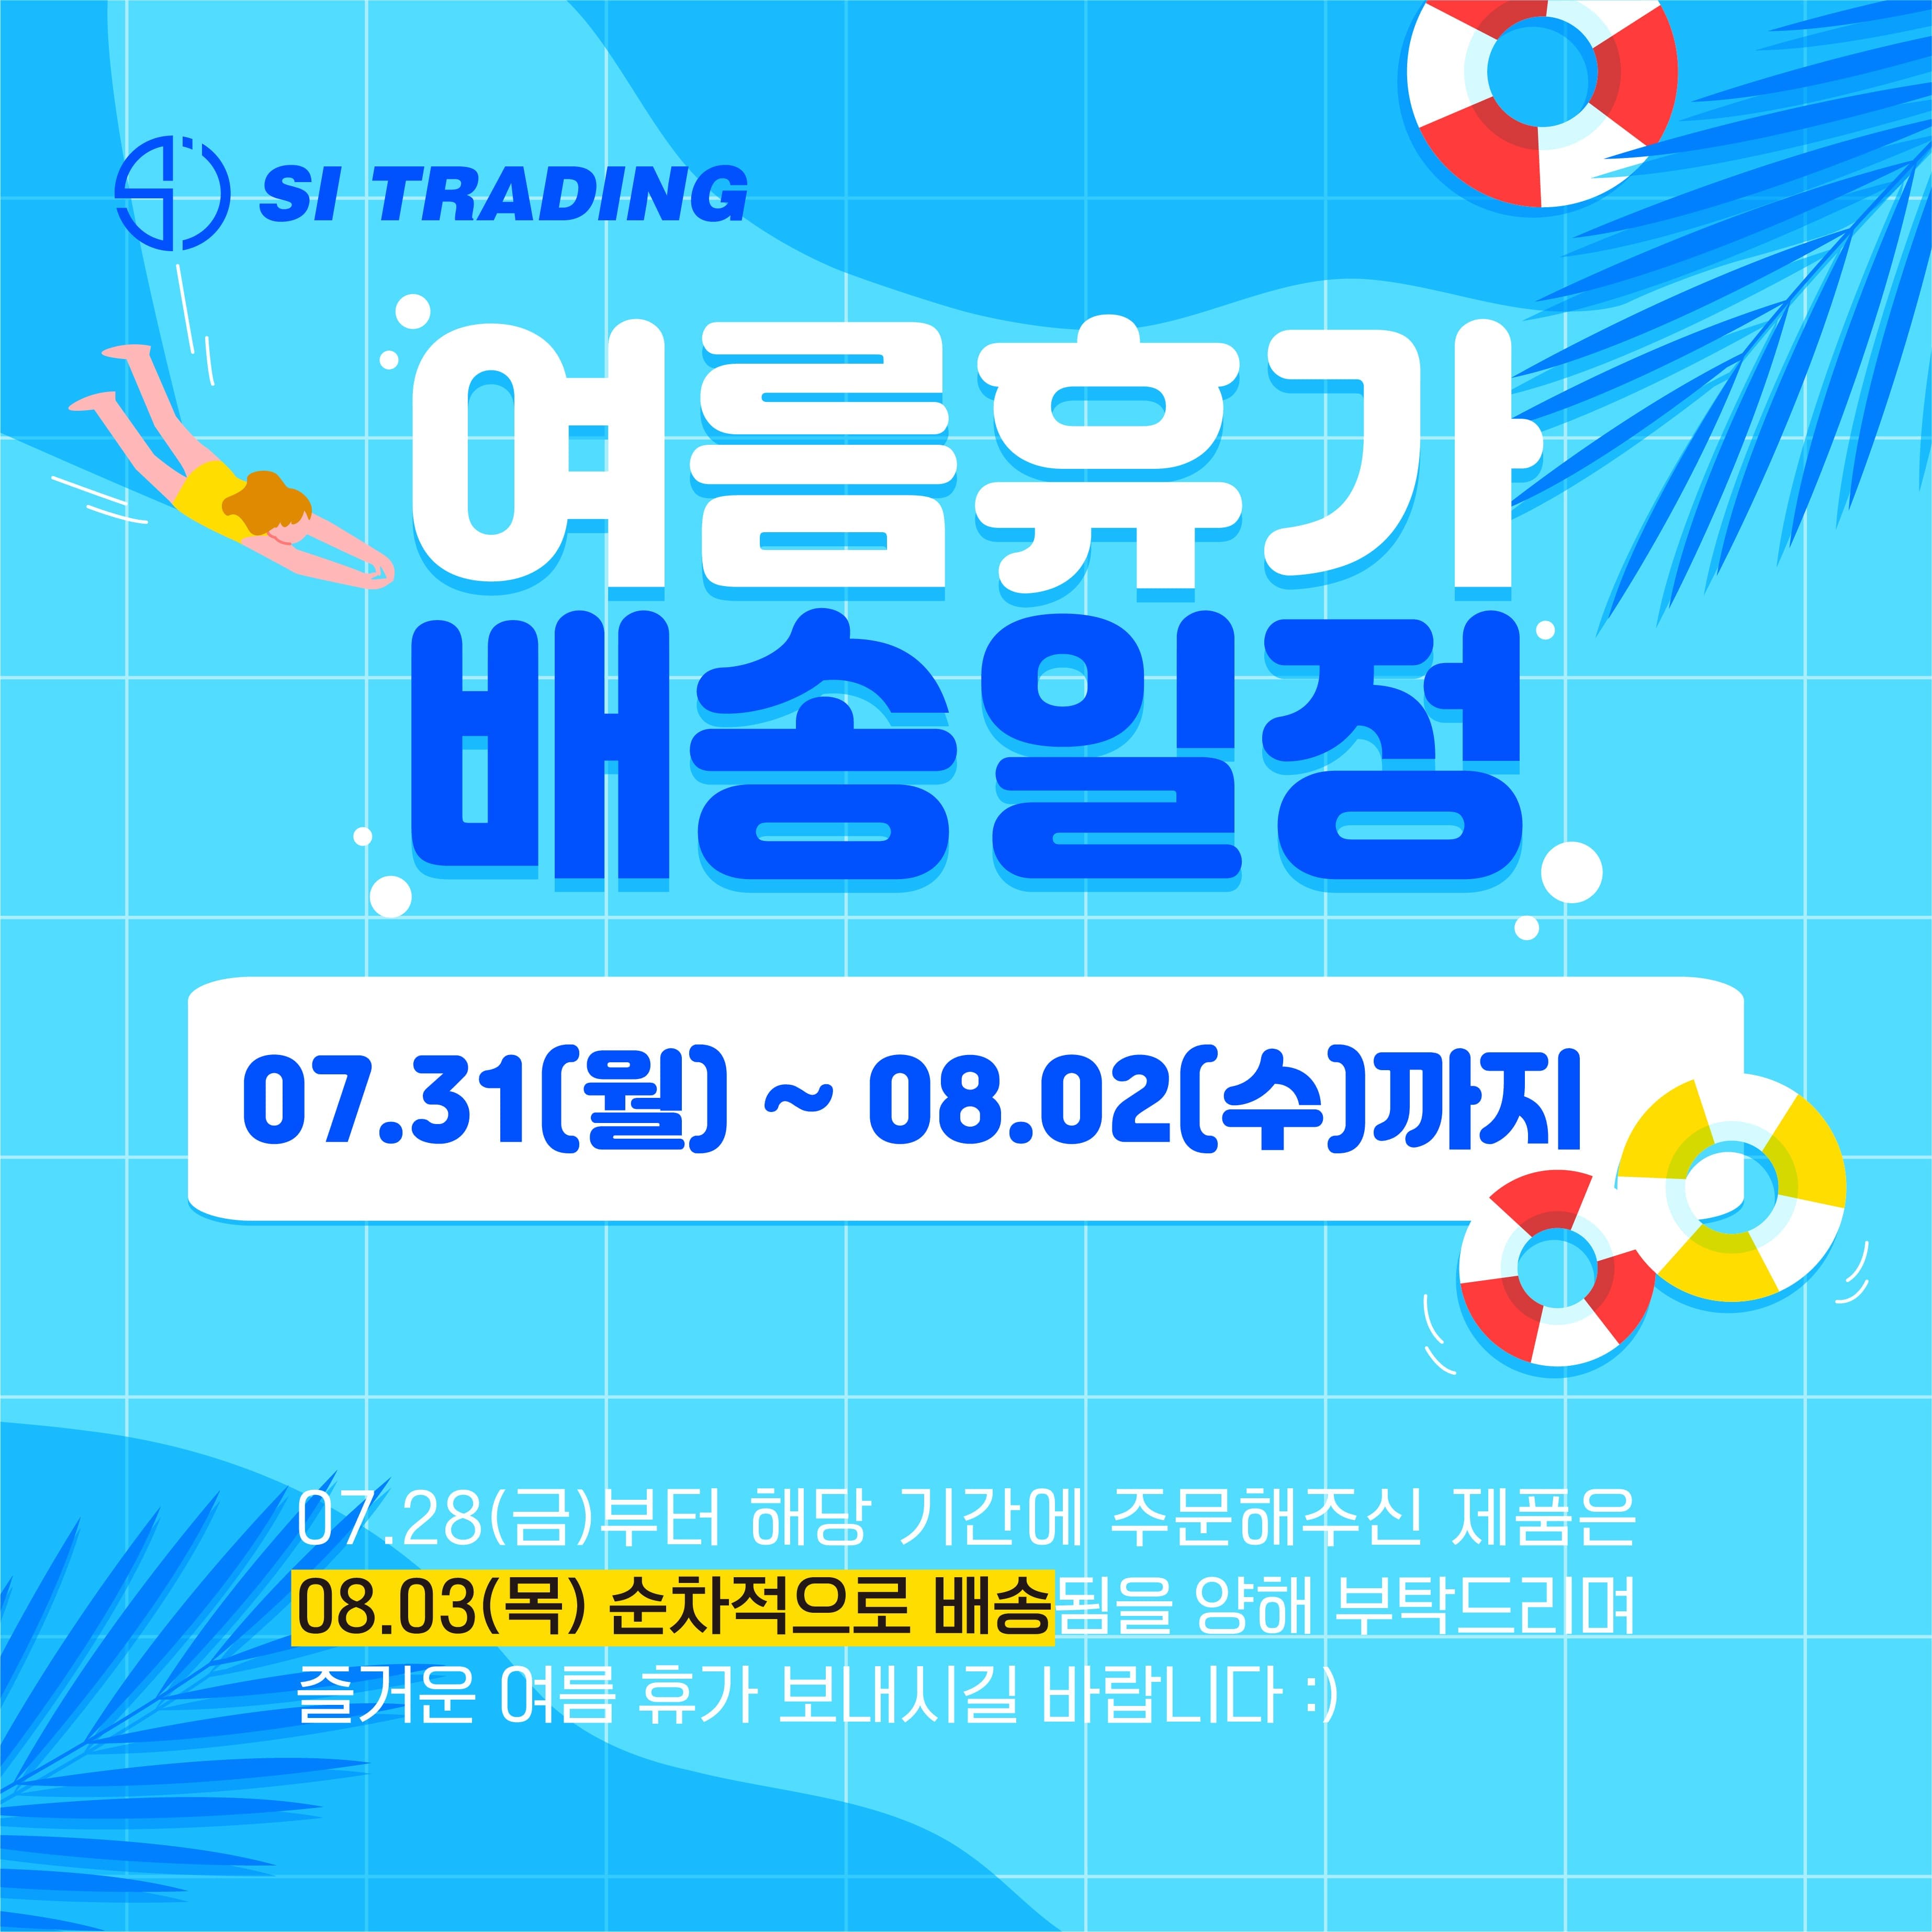 SI TRADING
여름휴가
배송일정
07.31(월) ~ 08.02(수)까지
07.28(금)부터 해당 기간에 주문해주신 제품은
08.03(목) 순차적으로 배송됨을 양해 부탁드리며
즐거운 여름 휴가 보내시길 바랍니다 :)